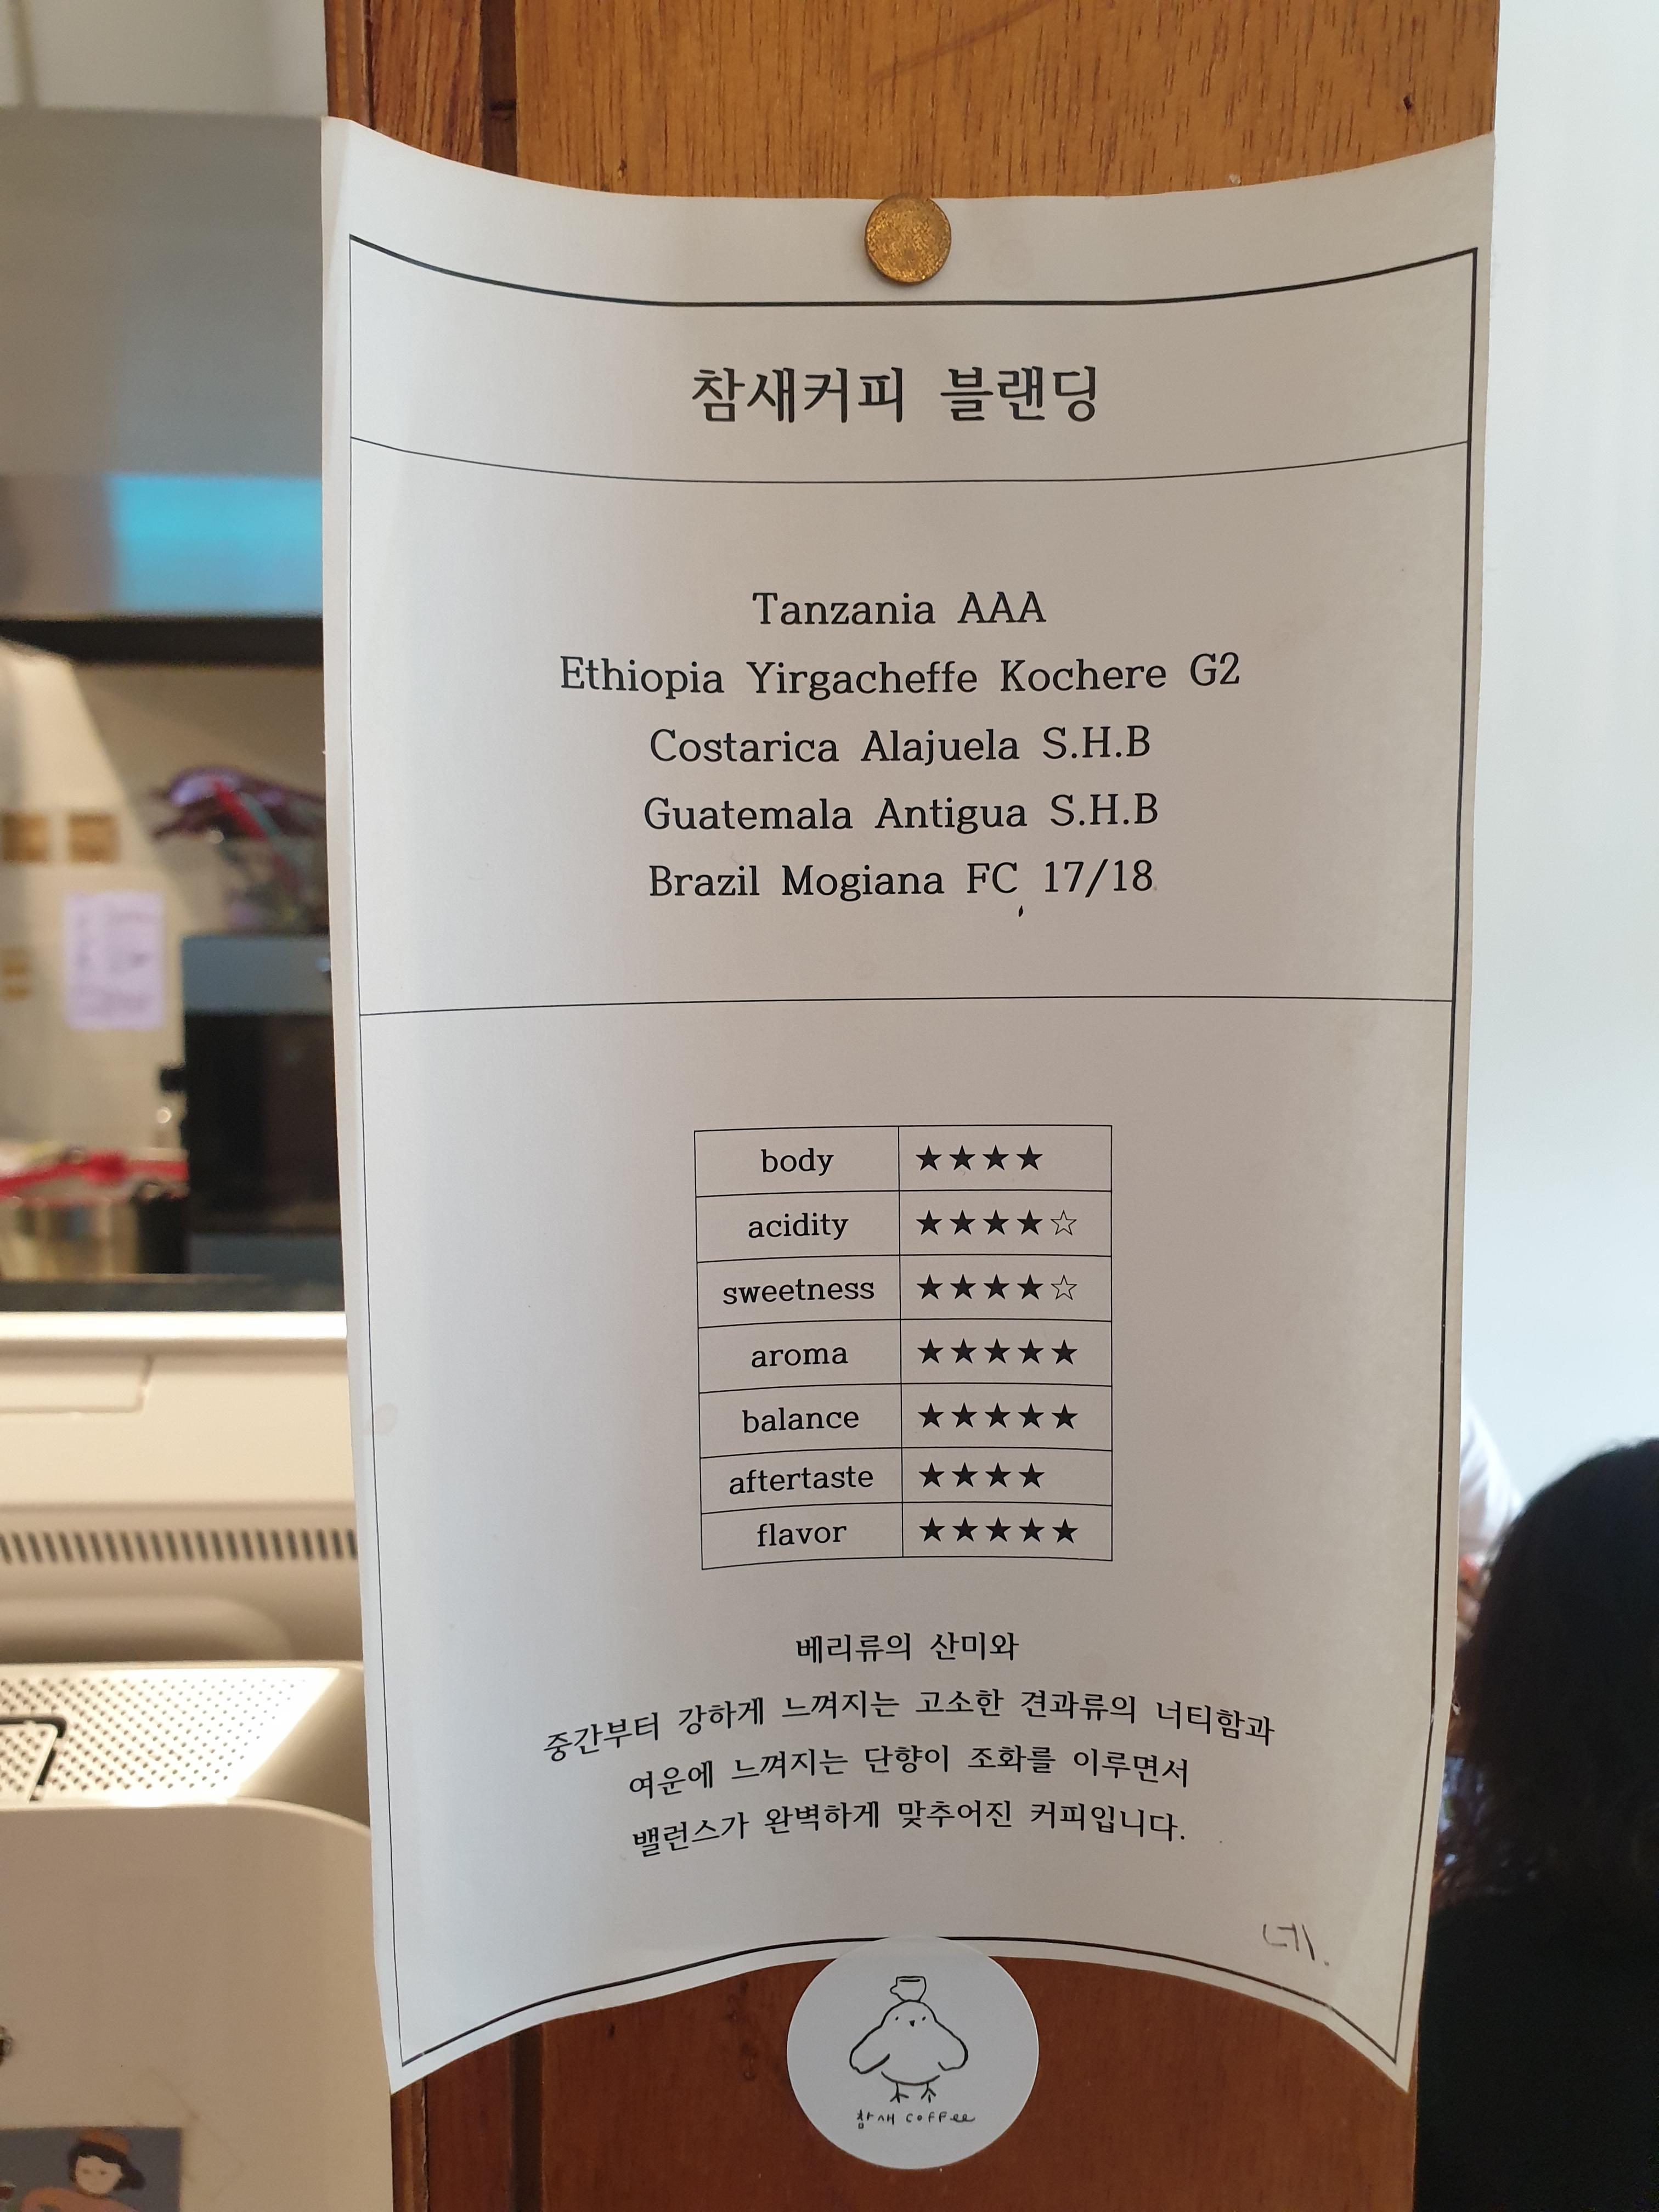 참새커피 블랜딩
Tanzania AAA
Ethiopia Yirgacheffe Kochere G2
Costarica Alajuela S.H.B
Guatemala Antigua S.H.B
Brazil Mogiana FC 17/18
body ★★★★
acidity ★★★★☆
sweetness ★★★★☆
aroma ★★★★★
balance ★★★★★
aftertaste ★★★★
flavor ★★★★★
베리류의 산미와
중간부터 강하게 느껴지는 고소한 견과류의 너티함과
여운에 느껴지는 단향이 조화를 이루면서
밸런스가 완벽하게 맞추어진 커피입니다.
네.
참새 coffee